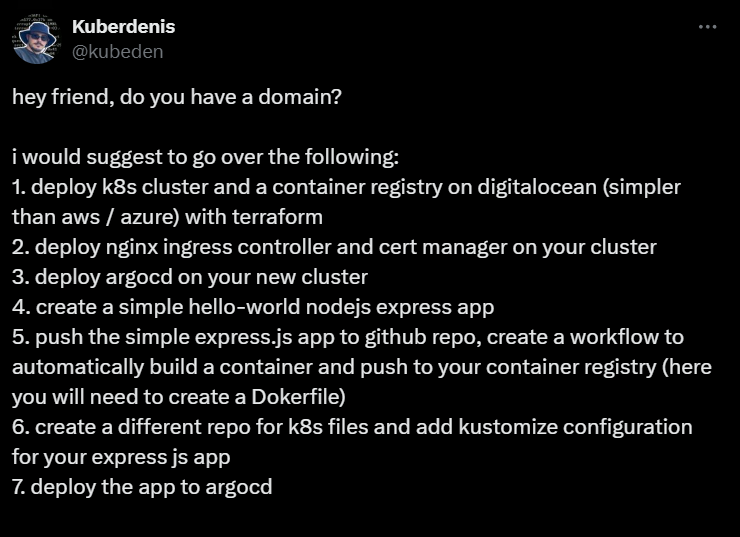 Kuberdenis
@kubeden
hey friend, do you have a domain?
i would suggest to go over the following:
1. deploy k8s cluster and a container registry on digitalocean (simpler
than aws / azure) with terraform
2. deploy nginx ingress controller and cert manager on your cluster
3. deploy argocd on your new cluster
4. create a simple hello-world nodejs express app
5. push the simple express.js app to github repo, create a workflow to
automatically build a container and push to your container registry (here
you will need to create a Dokerfile)
6. create a different repo for k8s files and add kustomize configuration
for your express js app
7. deploy the app to argocd